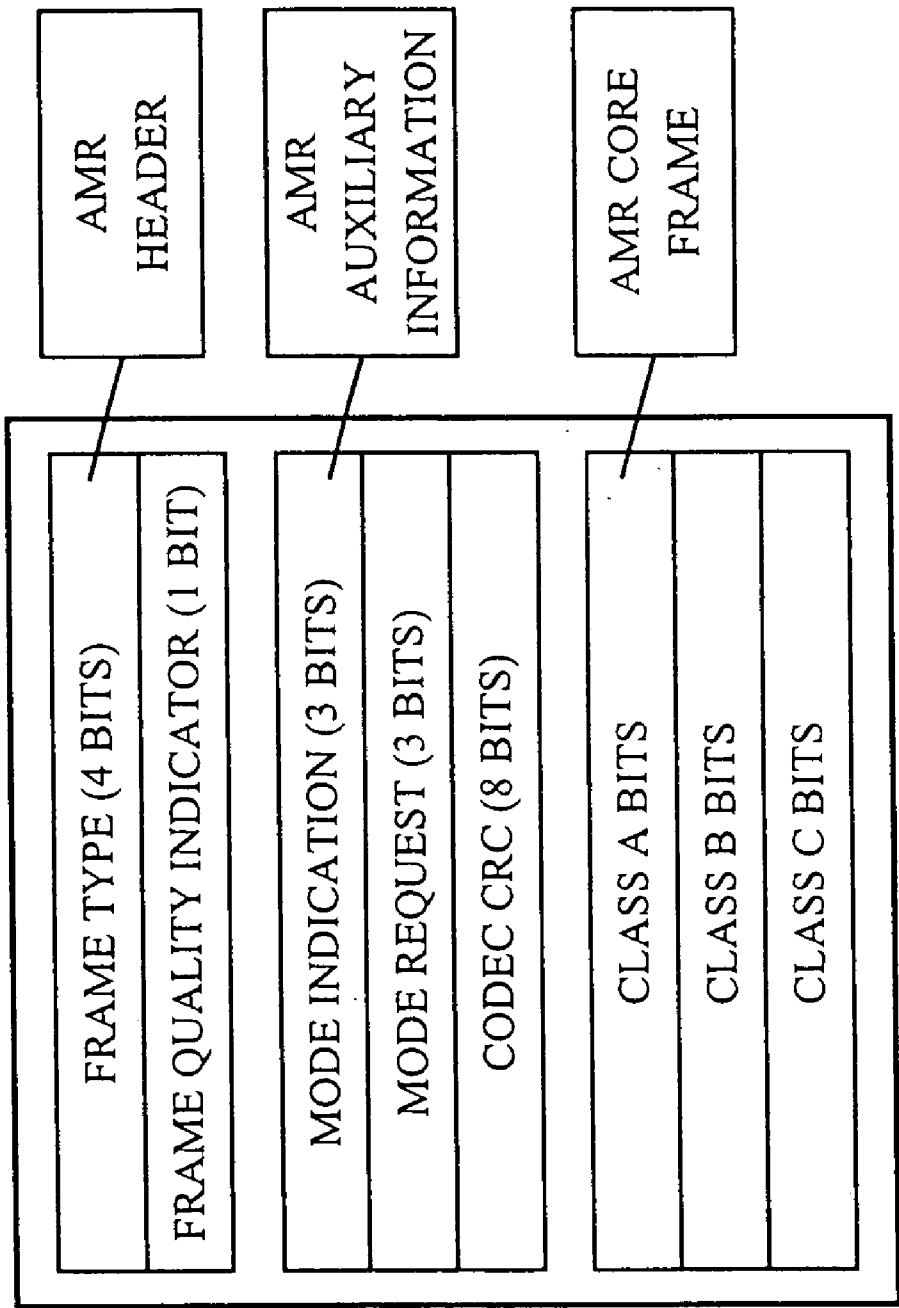 FRAME TYPE (4 BITS)
FRAME QUALITY INDICATOR (1 BIT)
MODE INDICATION (3 BITS)
MODE REQUEST (3 BITS)
CODEC CRC (8 BITS)
CLASS A BITS
CLASS B BITS
CLASS C BITS
AMR
HEADER
AMR
AUXILIARY
INFORMATION
AMR CORE
FRAME